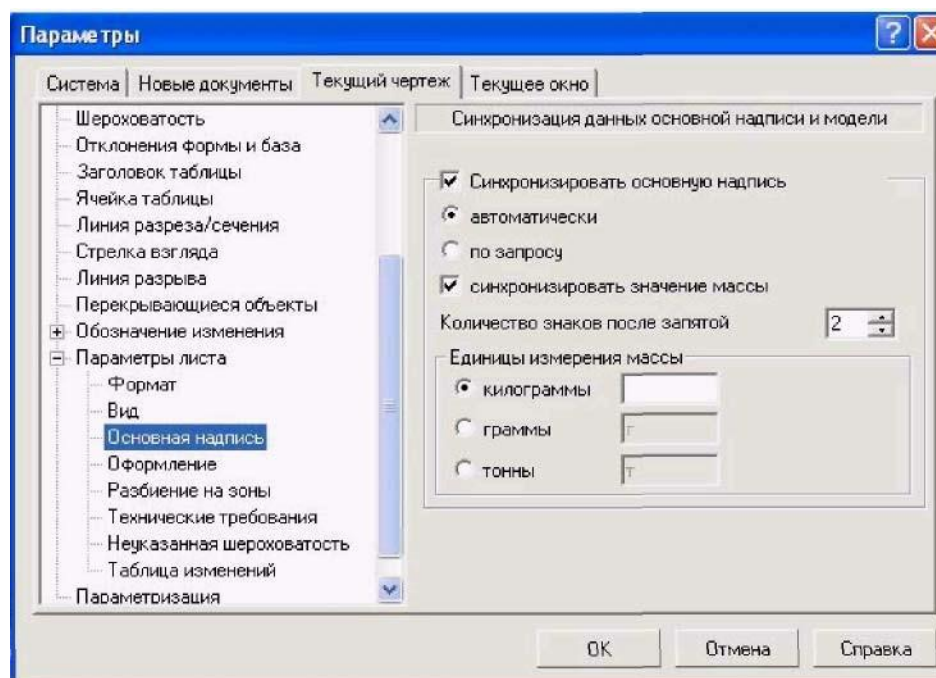 Параметры
Система Новые документы Текущий чертеж Текущее окно
Шероховатость
Отклонения формы и база
Заголовок таблицы
Ячейка таблицы
Линия разреза/сечения
Стрелка взгляда
Линия разрыва
Перекрывающиеся объекты
Обозначение изменения
Параметры листа
Формат
Вид
Основная надпись
Оформление
Разбиение на зоны
Технические требования
Неуказанная шероховатость
Таблица изменений
Параметризация
Синхронизация данных основной надписи и модели
Синхронизировать основную надпись
автоматически
по запросу
синхронизировать значение массы
Количество знаков после запятой 2
Единицы измерения массы
килограммы
граммы г
тонны т
OK Отмена Справка